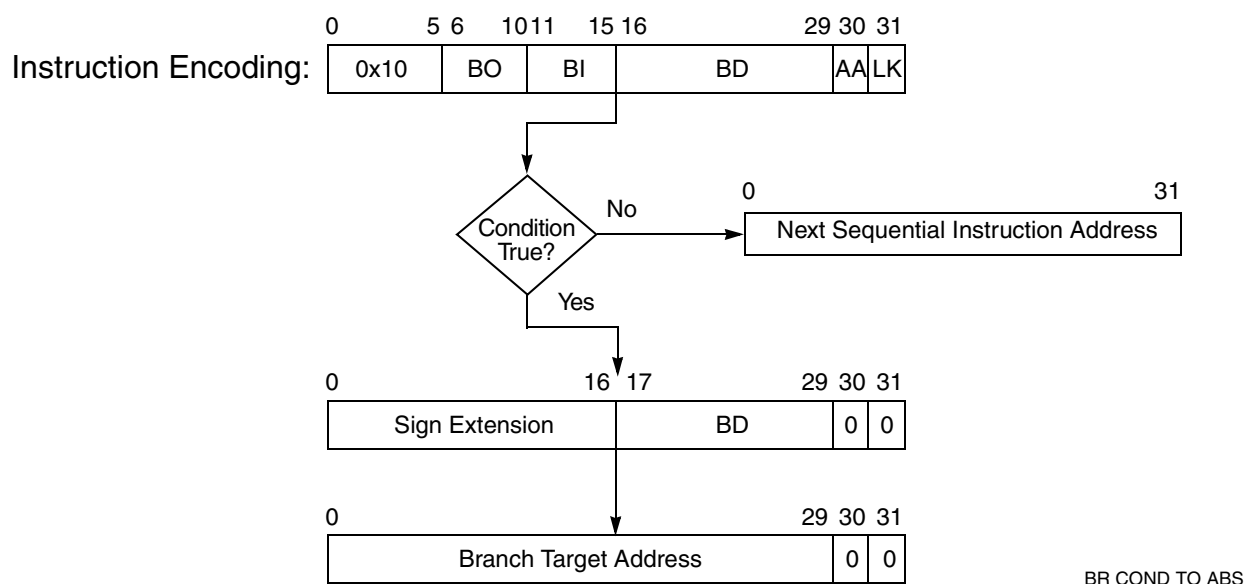 0 5 6 10 11 15 16 29 30 31
Instruction Encoding: 0x10 BO BI BD AA LK
0 31
No
Condition
True?
Next Sequential Instruction Address
Yes
0 16 17 29 30 31
Sign Extension BD 0 0
0 29 30 31
Branch Target Address 0 0
BR COND TO ABS